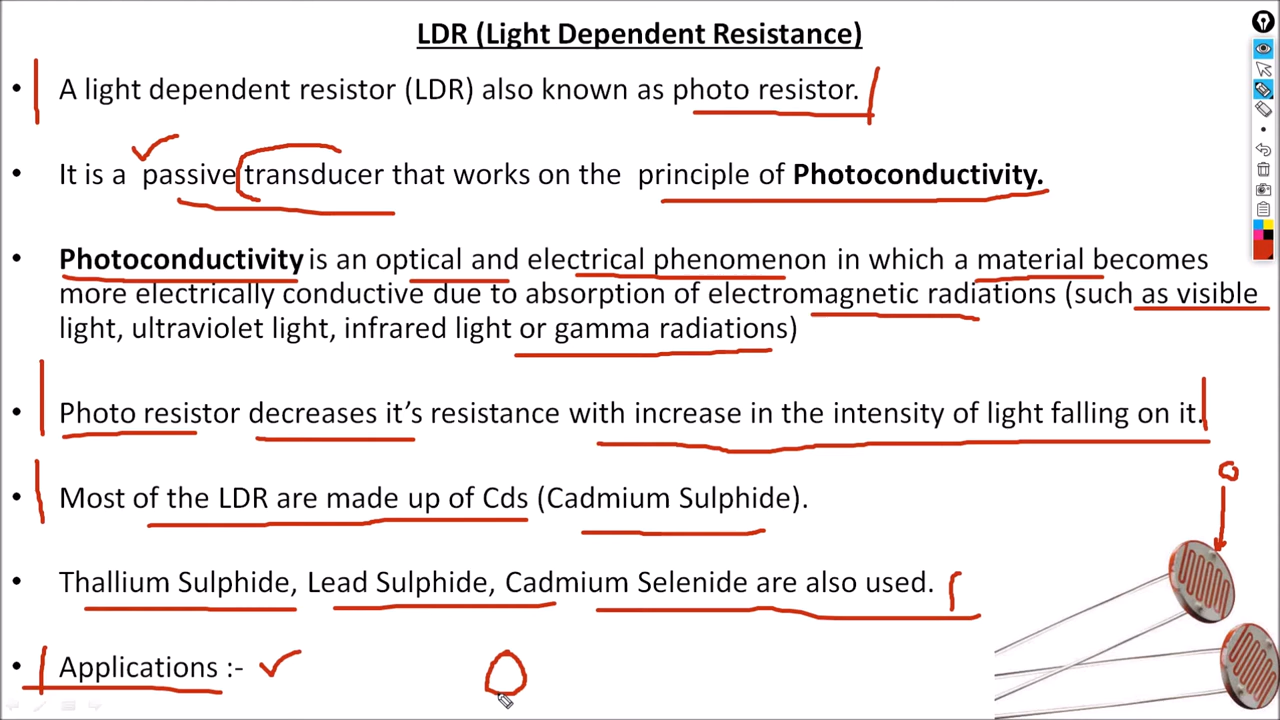 LDR (Light Dependent Resistance)
• A light dependent resistor (LDR) also known as photo resistor.
• It is a passive transducer that works on the principle of Photoconductivity.
• Photoconductivity is an optical and electrical phenomenon in which a material becomes
more electrically conductive due to absorption of electromagnetic radiations (such as visible
light, ultraviolet light, infrared light or gamma radiations)
• Photo resistor decreases it’s resistance with increase in the intensity of light falling on it.
• Most of the LDR are made up of Cds (Cadmium Sulphide).
• Thallium Sulphide, Lead Sulphide, Cadmium Selenide are also used.
• Applications :-